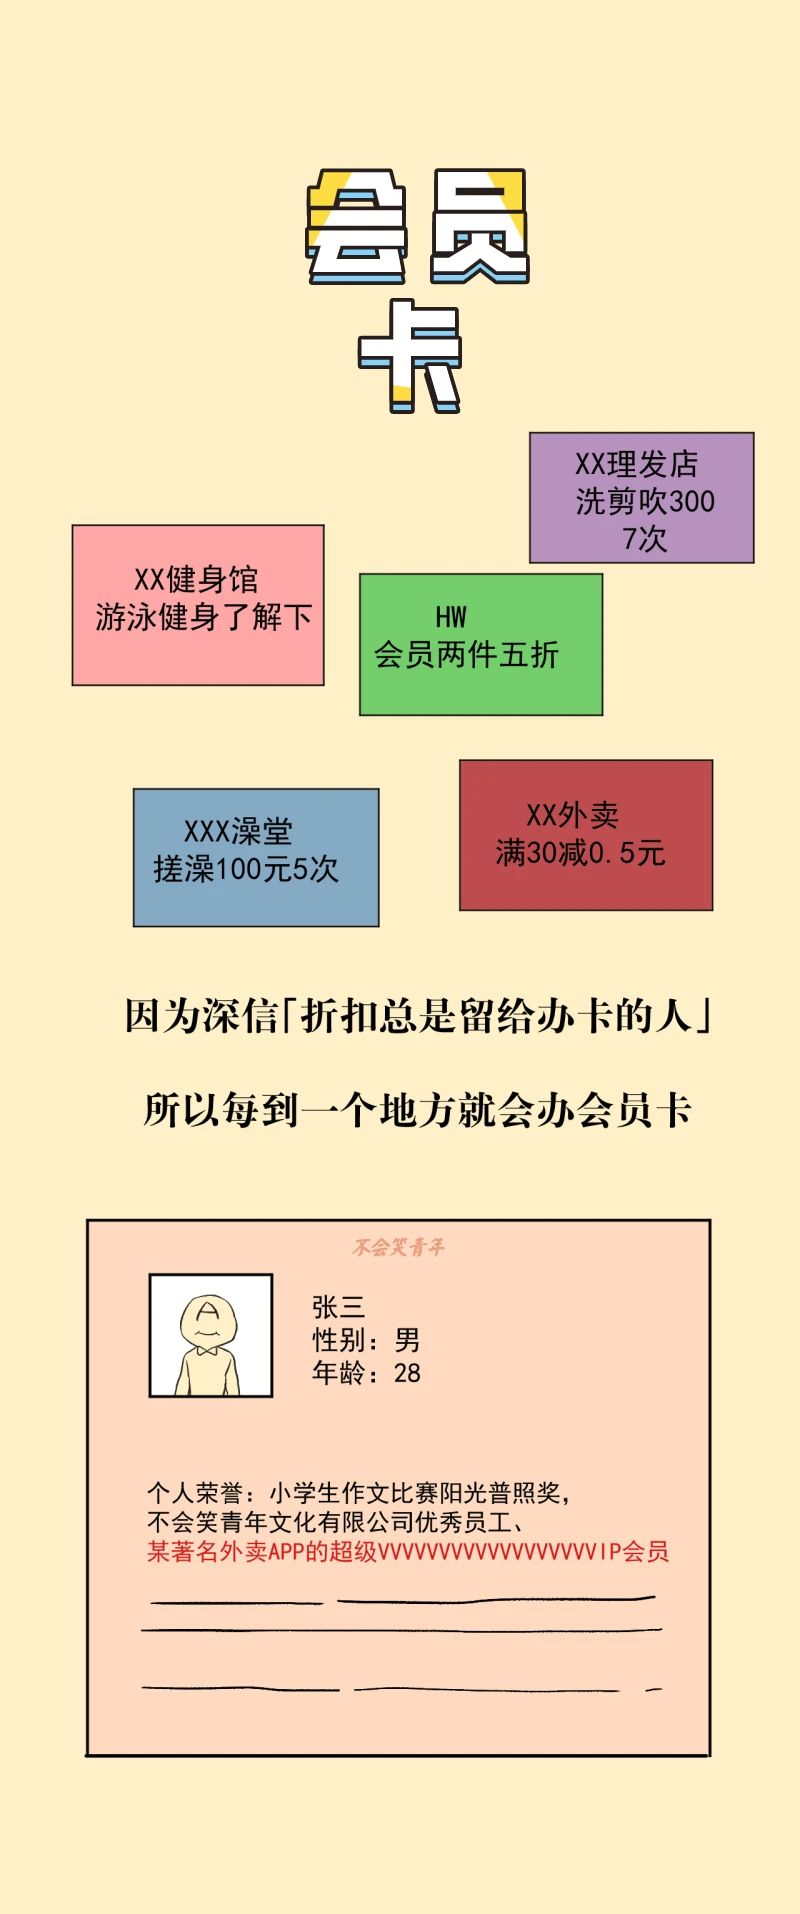 会员
卡
XX理发店
洗剪吹300
7次
XX健身馆
游泳健身了解下
HW
会员两件五折
XX外卖
满30减0.5元
XXX澡堂
搓澡100元5次
因为深信「折扣总是留给办卡的人」
所以每到一个地方就会办会员卡
不会笑青年
张三
性别：男
年龄：28
个人荣誉：小学生作文比赛阳光普照奖，
不会笑青年文化有限公司优秀员工、
某著名外卖APP的超级VVVVVVVVVVVVVVVVVVIP会员